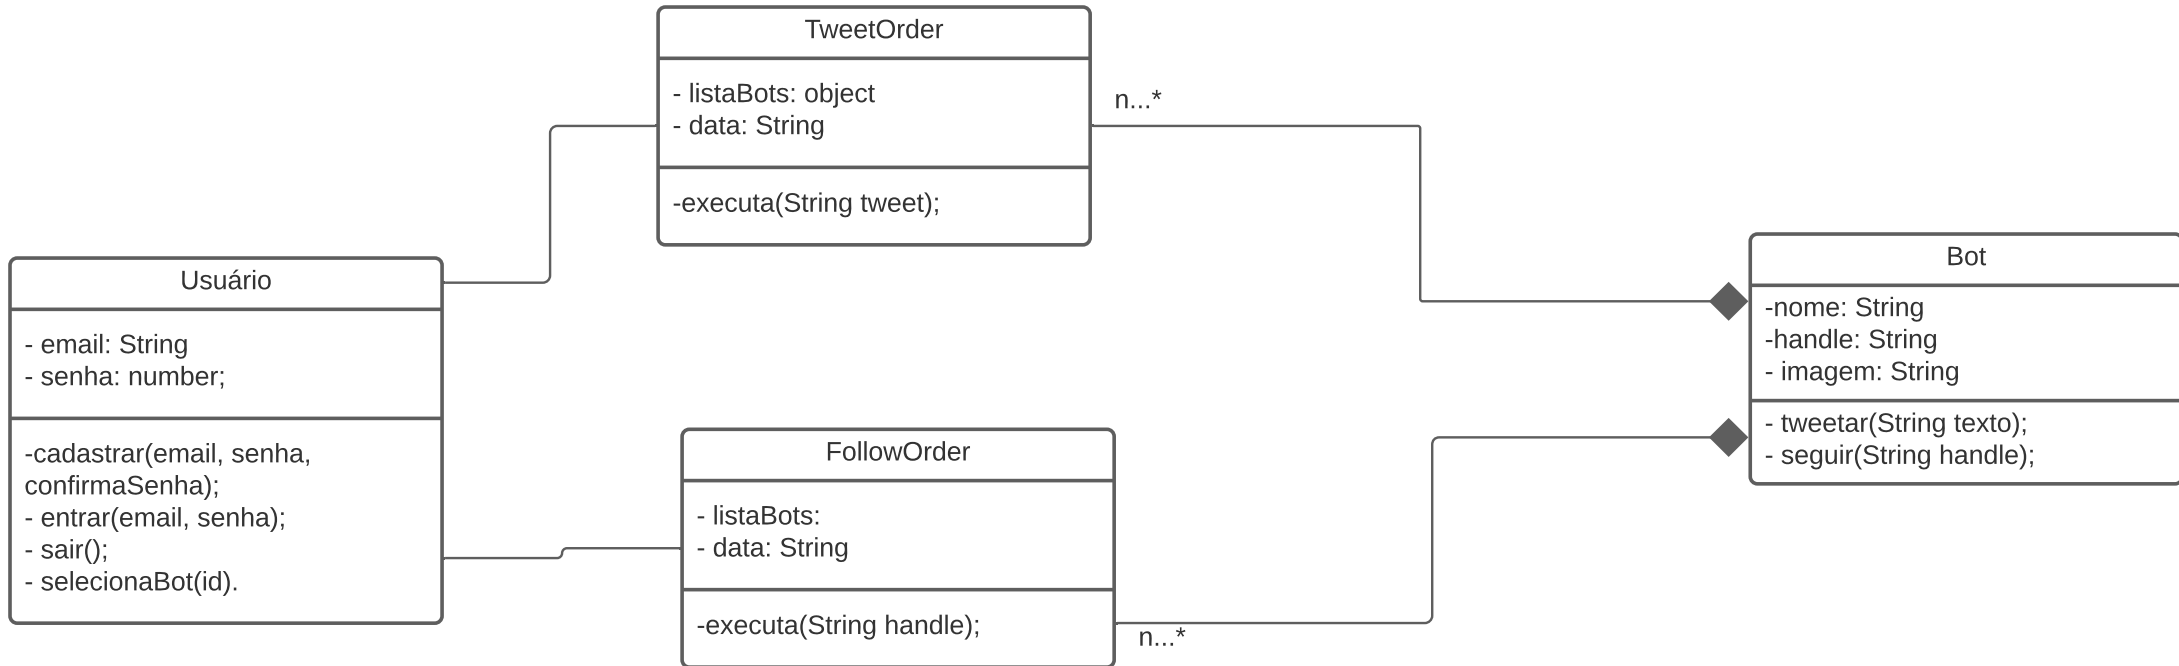 TweetOrder
- listaBots: object
- data: String
-executa(String tweet);
n...*
Usuário
- email: String
- senha: number;
-cadastrar(email, senha,
confirmaSenha);
- entrar(email, senha);
- sair();
- selecionaBot(id).
FollowOrder
- listaBots:
- data: String
-executa(String handle);
n...*
Bot
-nome: String
-handle: String
- imagem: String
- tweetar(String texto);
- seguir(String handle);